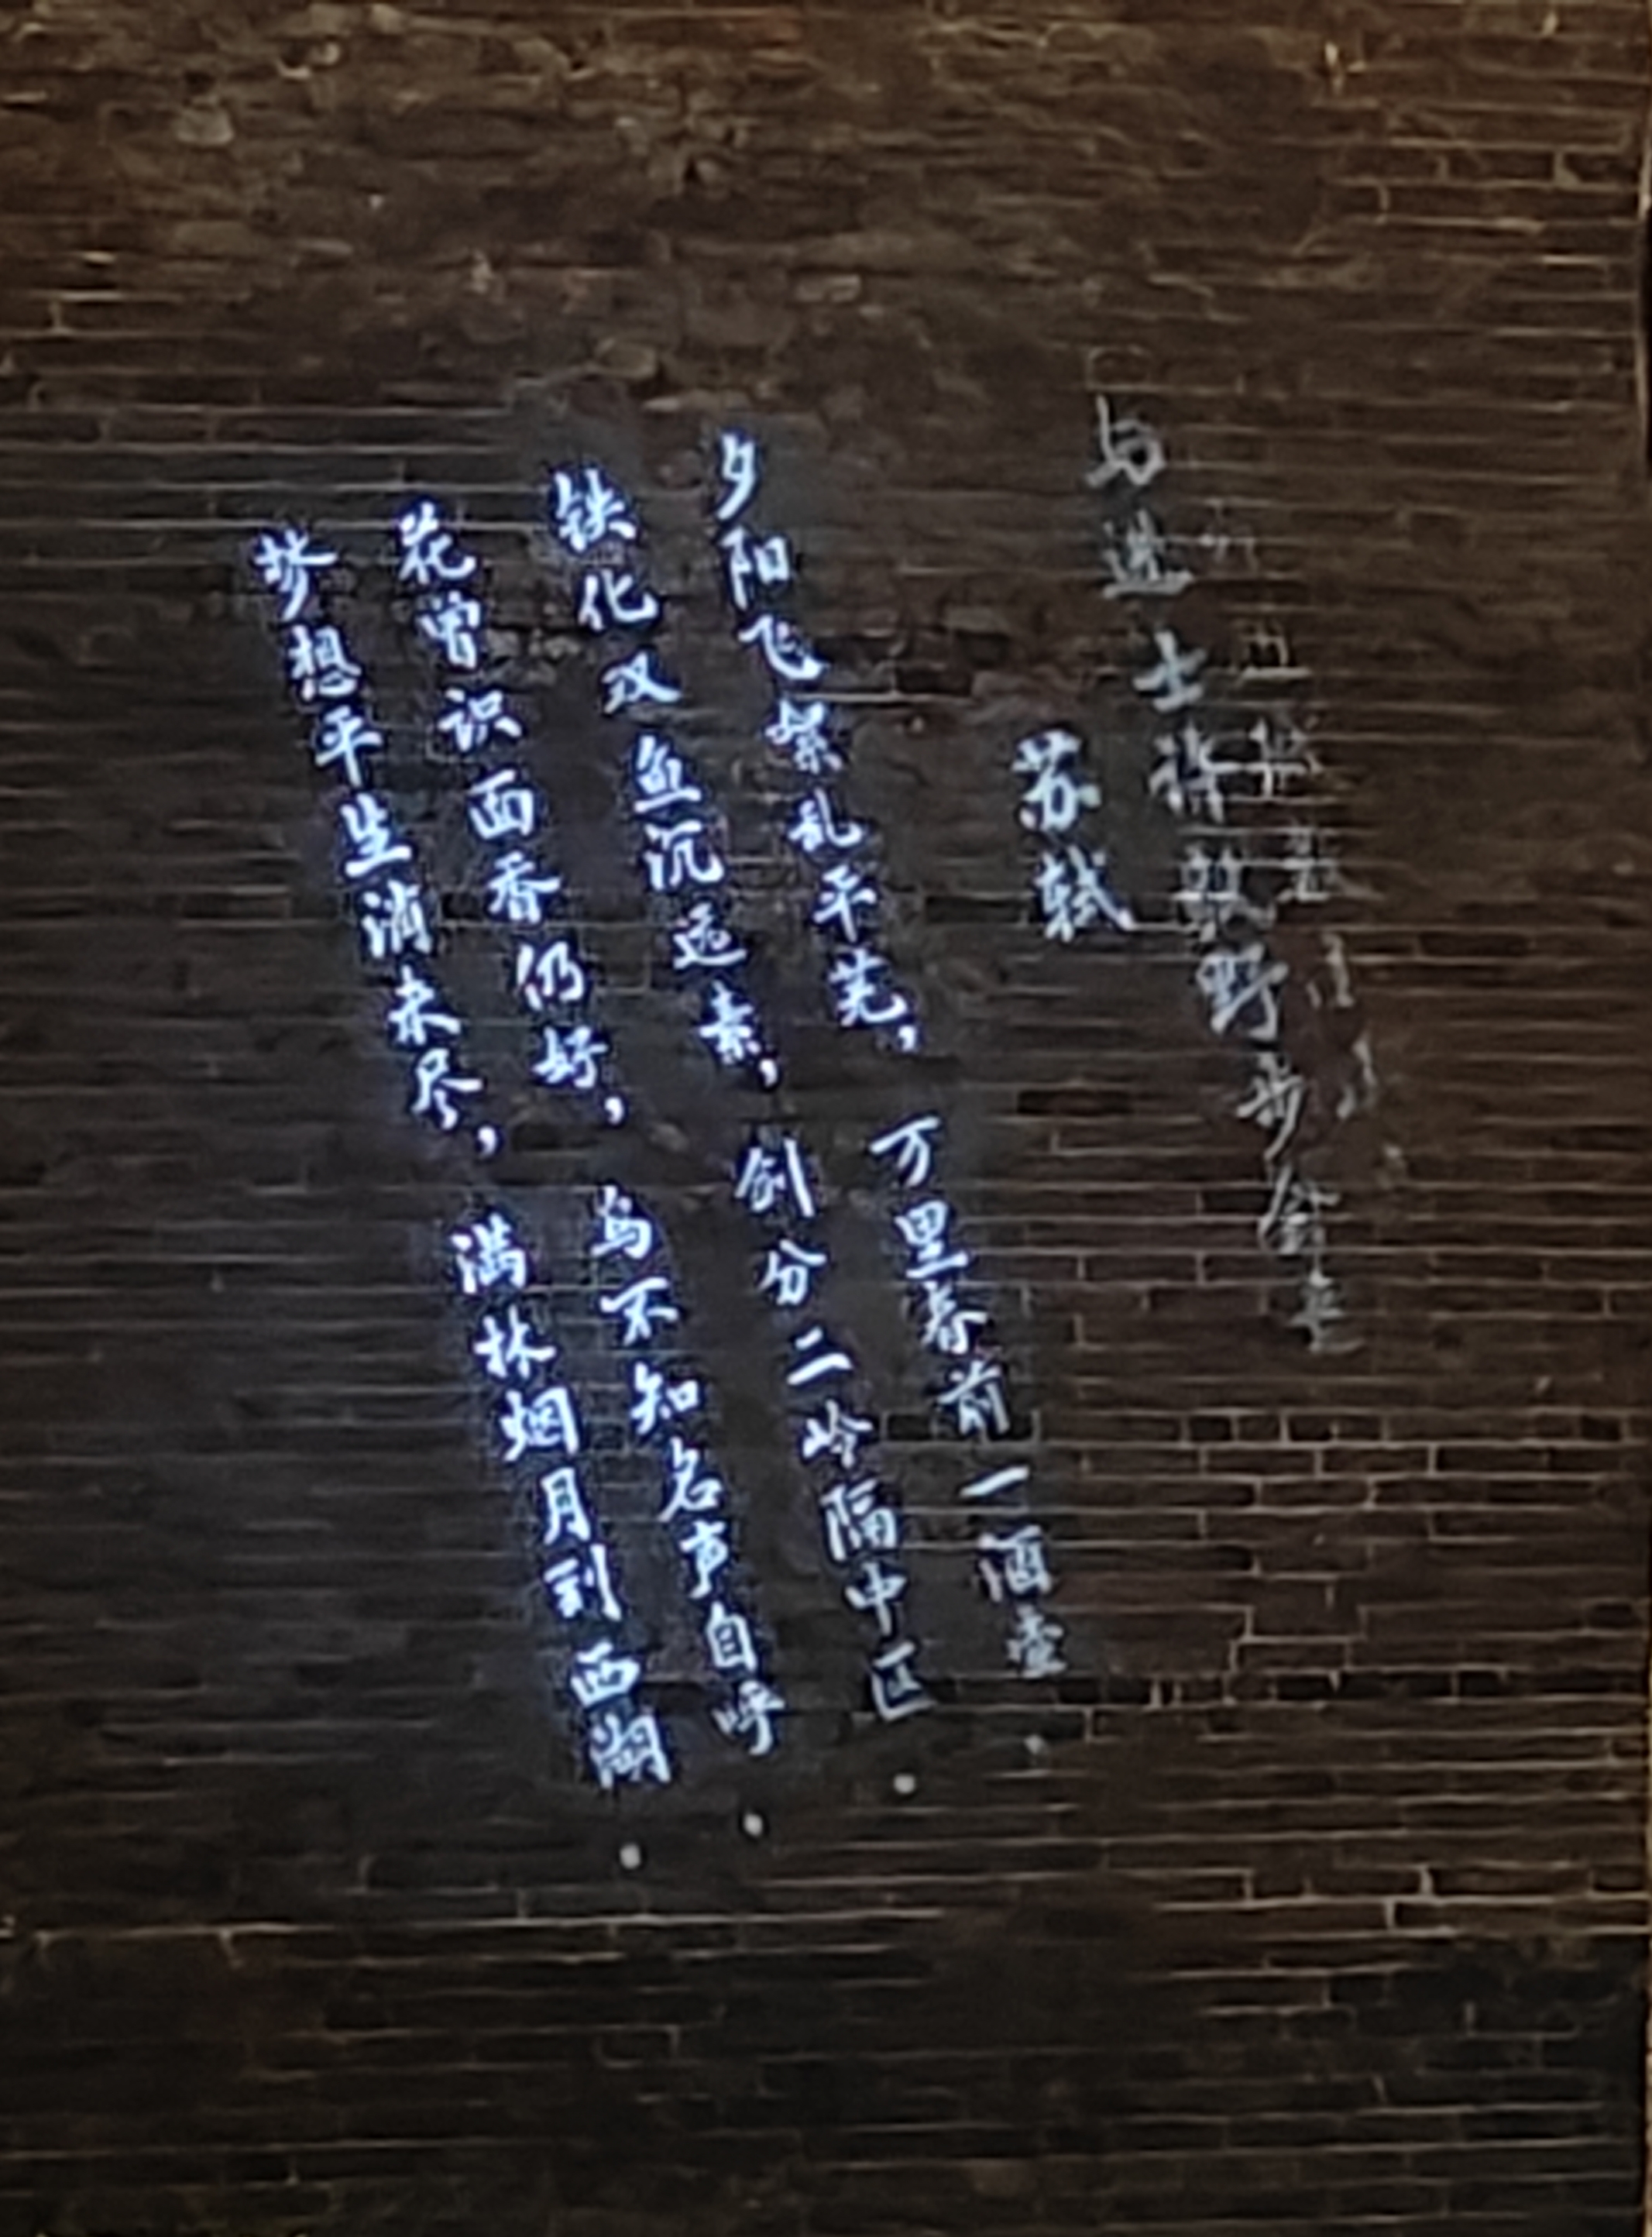 与进士许毅野步
苏轼
夕阳飞絮乱平芜，万里春前一酒壶。
铁化双鱼沉远素，剑分二岭隔中区。
花曾识面香仍好，鸟不知名声自呼。
梦想平生消未尽，满林烟月到西湖。